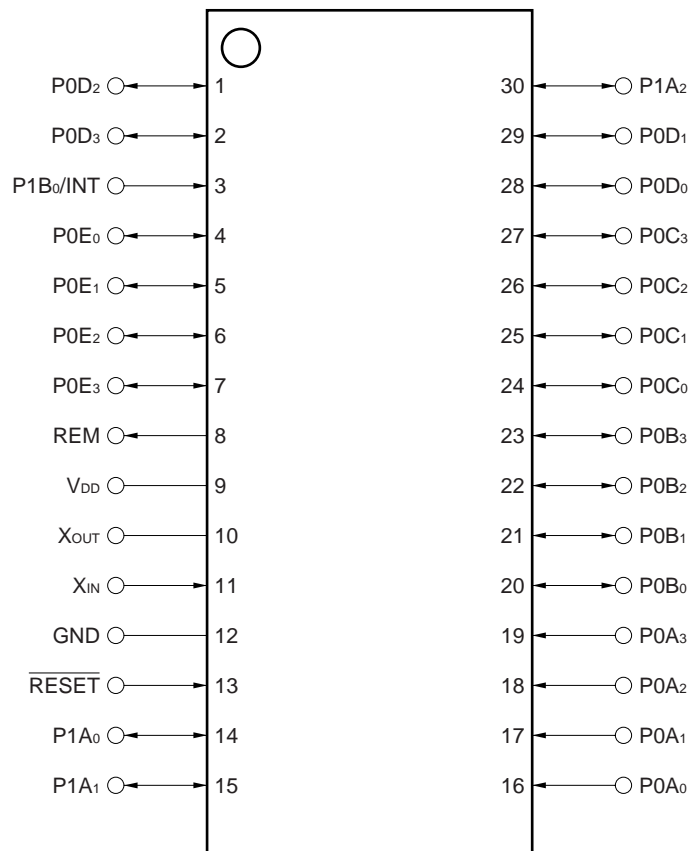 P0D₂ 1 30 P1A₂
P0D₃ 2 29 P0D₁
P1B₀/INT 3 28 P0D₀
P0E₀ 4 27 P0C₃
P0E₁ 5 26 P0C₂
P0E₂ 6 25 P0C₁
P0E₃ 7 24 P0C₀
REM 8 23 P0B₃
VDD 9 22 P0B₂
XOUT 10 21 P0B₁
XIN 11 20 P0B₀
GND 12 19 P0A₃
R̅E̅S̅E̅T̅ 13 18 P0A₂
P1A₀ 14 17 P0A₁
P1A₁ 15 16 P0A₀